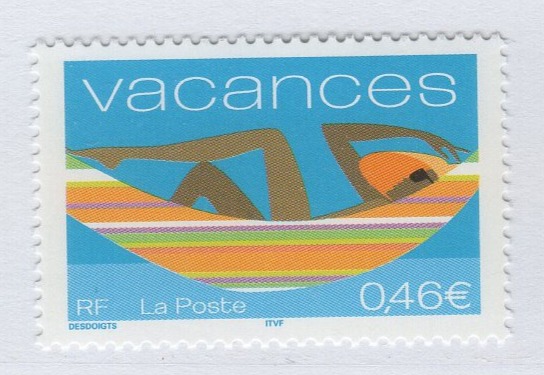 vacances
RF La Poste 0,46€
DESDOIGTS ITVF